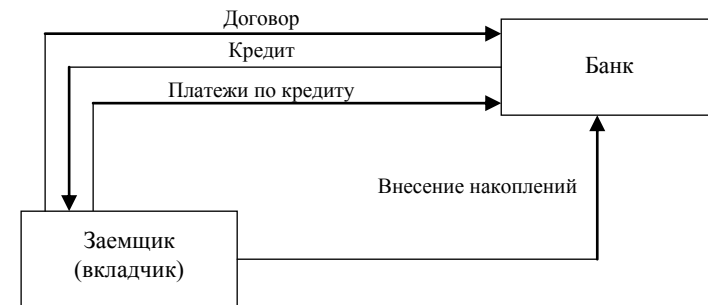 Договор
Кредит
Банк
Платежи по кредиту
Внесение накоплений
Заемщик
(вкладчик)